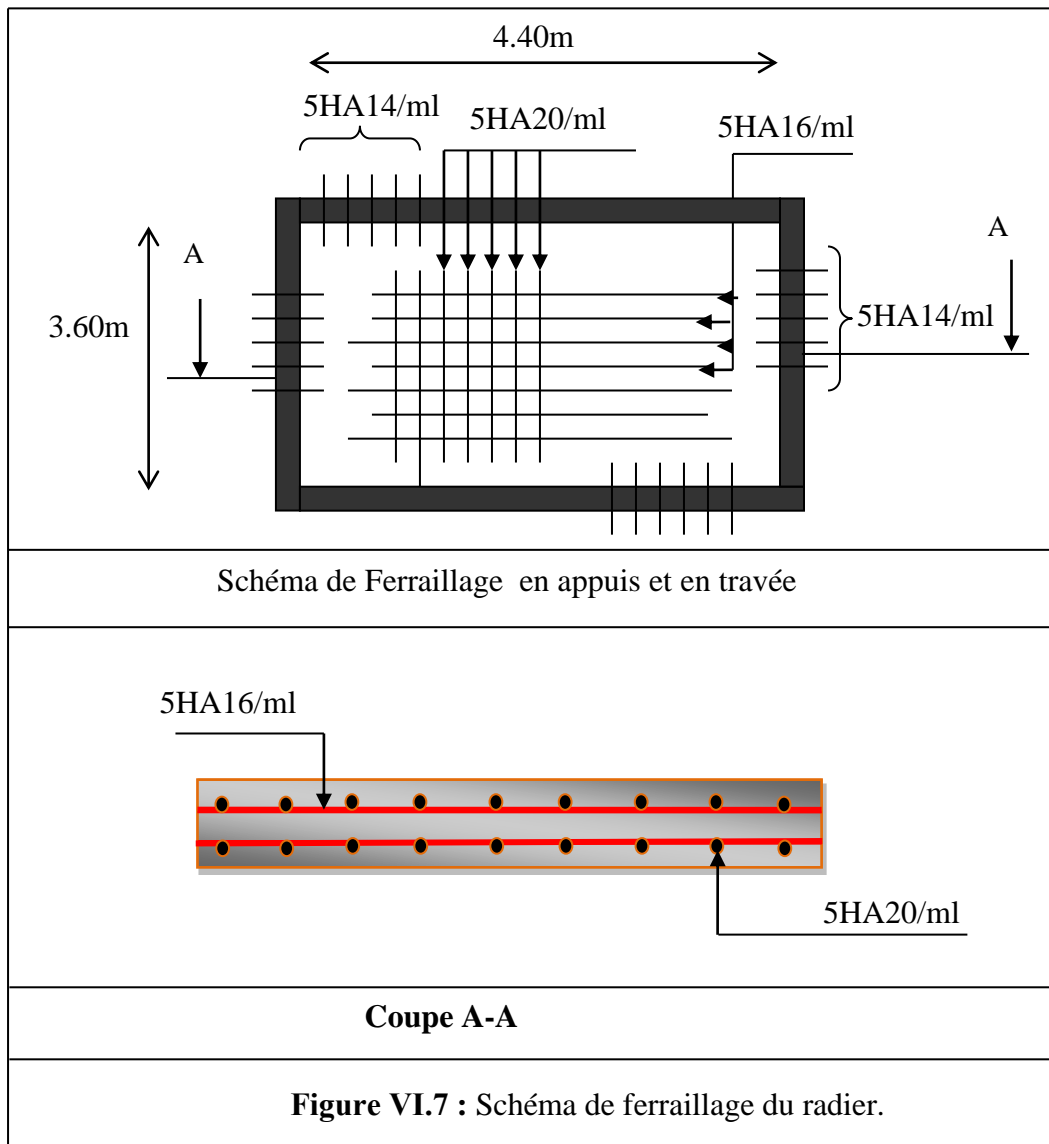 4.40m
5HA14/ml
5HA20/ml
5HA16/ml
A
A
3.60m
5HA14/ml
Schéma de Ferraillage en appuis et en travée
5HA16/ml
5HA20/ml
Coupe A-A
Figure VI.7 : Schéma de ferraillage du radier.